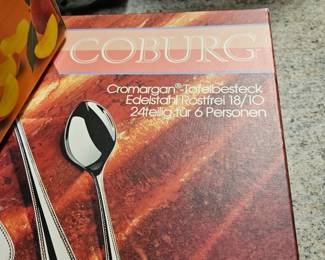 COBURG
Cromargan®-Tafelbesteck
Edelstahl Rostfrei 18/10
24teilig für 6 Personen